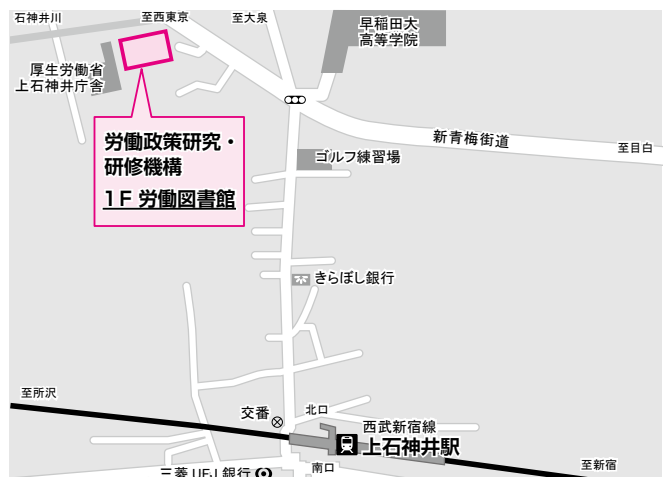 石神井川
至西東京
至大泉
早稲田大
高等学院
厚生労働省
上石神井庁舎
労働政策研究・
研修機構
1F 労働図書館
新青梅街道
至目白
ゴルフ練習場
きらぼし銀行
至所沢
交番
北口
西武新宿線
上石神井駅
至新宿
南口
三菱UFJ銀行